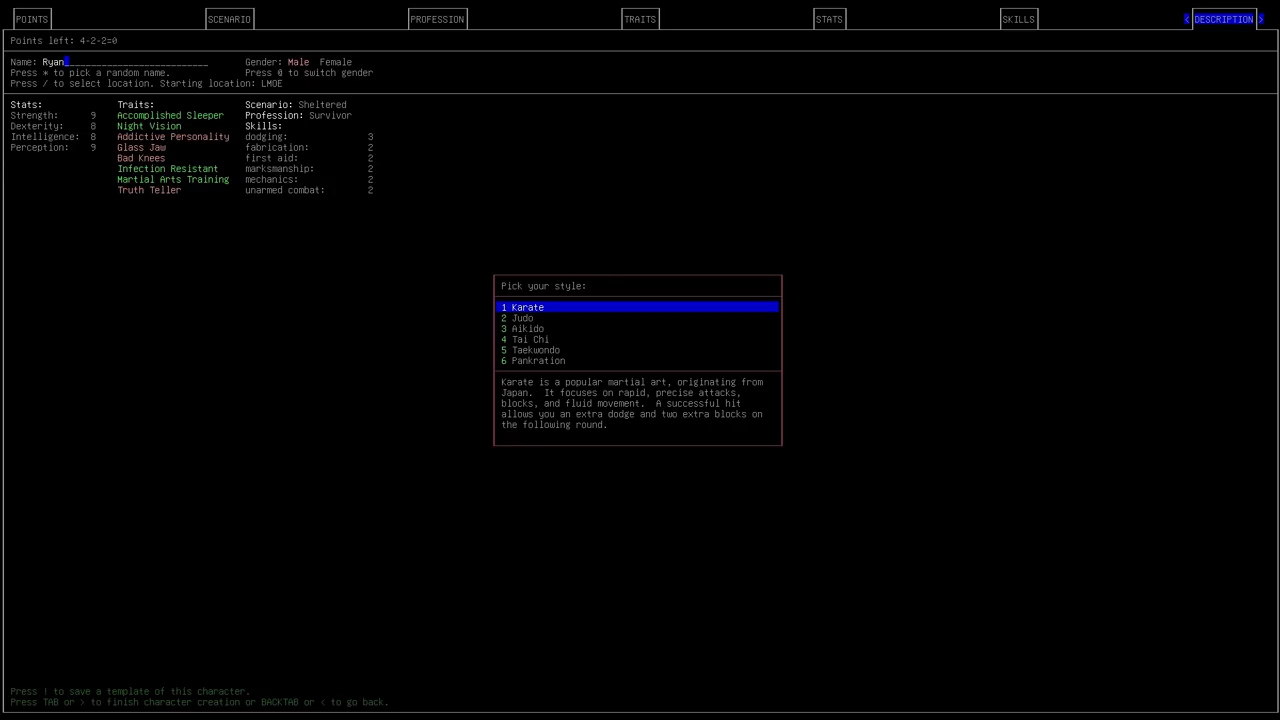 POINTS SCENARIO PROFESSION TRAITS STATS SKILLS < DESCRIPTION >
Points left: 4-2-2=0
Name: Ryan__________________________ Gender: Male Female
Press * to pick a random name. Press @ to switch gender
Press / to select location. Starting location: LMOE
Stats: Traits: Scenario: Sheltered
Strength: 9 Accomplished Sleeper Profession: Survivor
Dexterity: 8 Night Vision Skills:
Intelligence: 8 Addictive Personality dodging: 3
Perception: 9 Glass Jaw fabrication: 2
Bad Knees first aid: 2
Infection Resistant marksmanship: 2
Martial Arts Training mechanics: 2
Truth Teller unarmed combat: 2
Pick your style:
1 Karate
2 Judo
3 Aikido
4 Tai Chi
5 Taekwondo
6 Pankration
Karate is a popular martial art, originating from
Japan. It focuses on rapid, precise attacks,
blocks, and fluid movement. A successful hit
allows you an extra dodge and two extra blocks on
the following round.
Press ! to save a template of this character.
Press TAB or > to finish character creation or BACKTAB or < to go back.